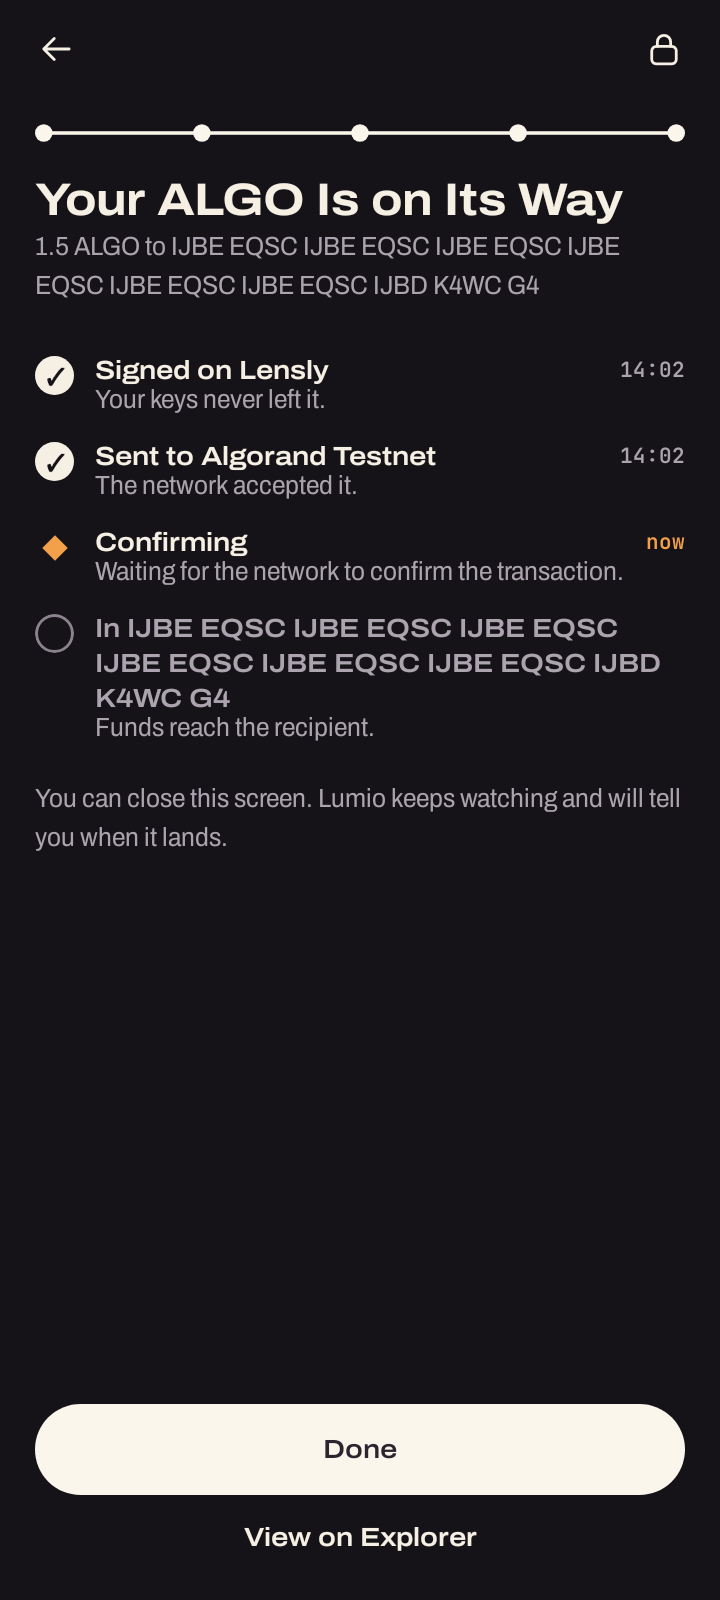 Your ALGO Is on Its Way
1.5 ALGO to IJBE EQSC IJBE EQSC IJBE EQSC IJBE
EQSC IJBE EQSC IJBE EQSC IJBD K4WC G4
Signed on Lensly 14:02
Your keys never left it.
Sent to Algorand Testnet 14:02
The network accepted it.
Confirming now
Waiting for the network to confirm the transaction.
In IJBE EQSC IJBE EQSC IJBE EQSC
IJBE EQSC IJBE EQSC IJBE EQSC IJBD
K4WC G4
Funds reach the recipient.
You can close this screen. Lumio keeps watching and will tell
you when it lands.
Done
View on Explorer